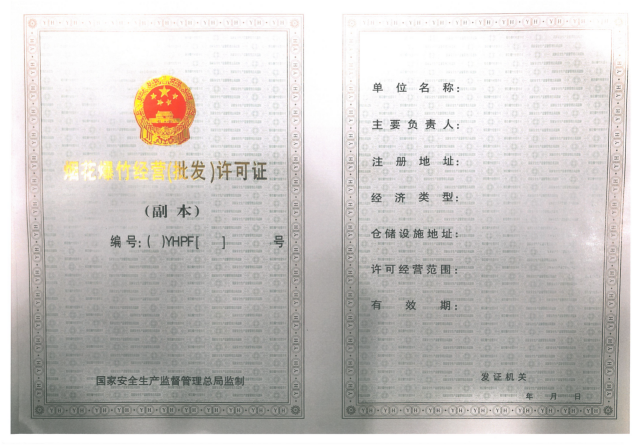 烟花爆竹经营(批发)许可证
(副本)
编号:( )YHPF[ ] 号
国家安全生产监督管理总局监制
单位名称:
主要负责人:
注册地址:
经济类型:
仓储设施地址:
许可经营范围:
有效期:
发证机关
年 月 日